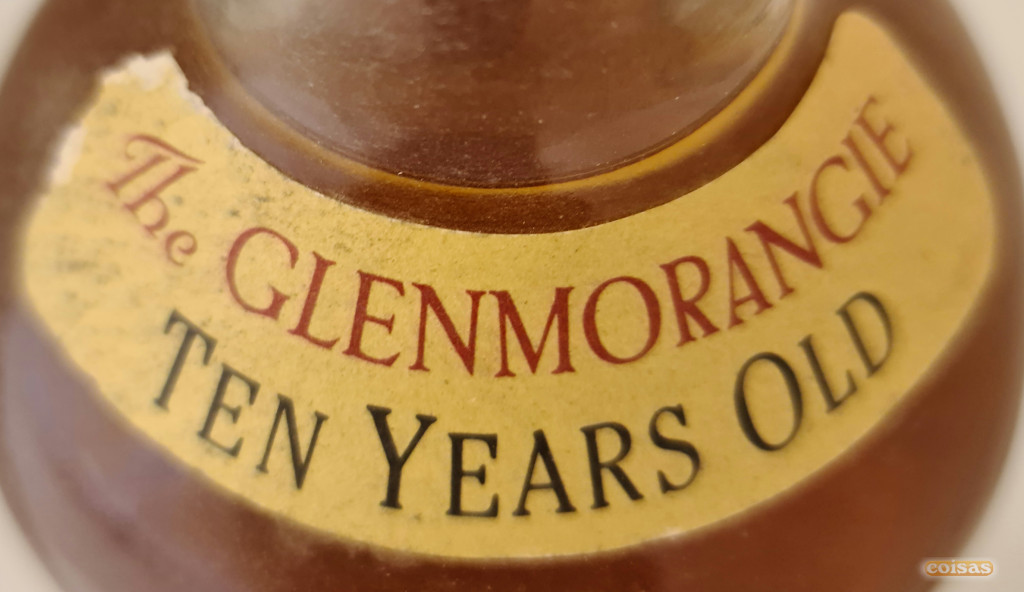 The GLENMORANGIE
TEN YEARS OLD
coisas